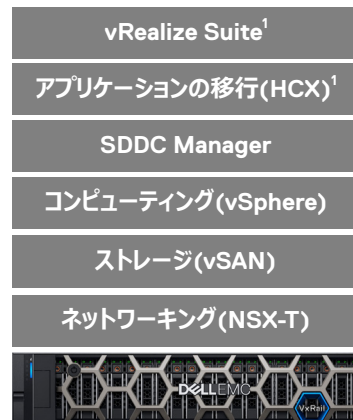 vRealize Suite¹
アプリケーションの移行(HCX)¹
SDDC Manager
コンピューティング(vSphere)
ストレージ(vSAN)
ネットワーキング(NSX-T)
DELLEMC
VxRail